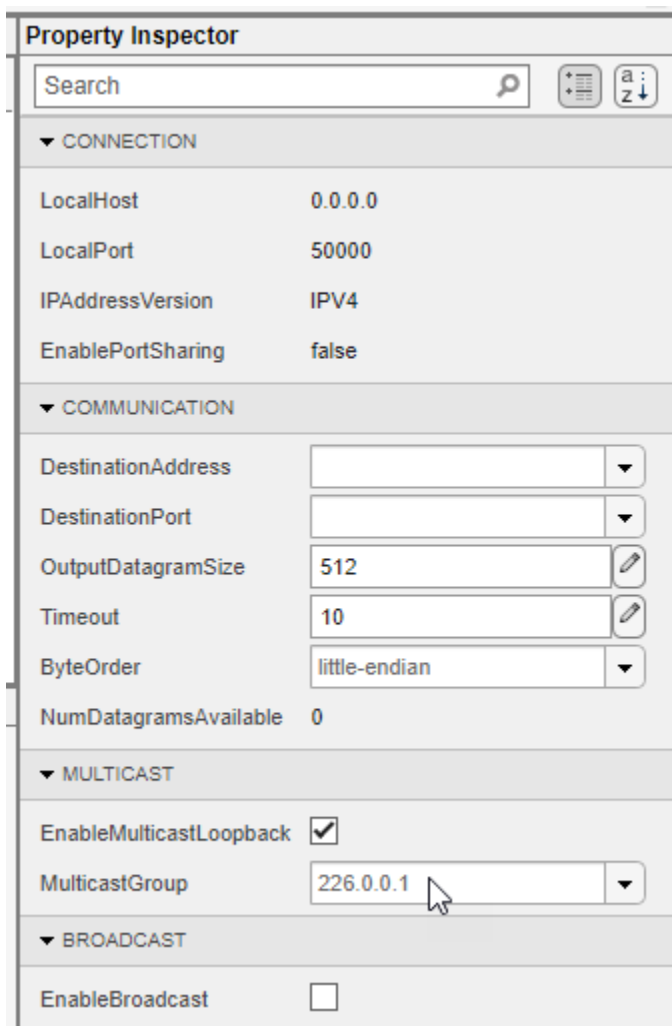 Property Inspector
Search
a z
CONNECTION
LocalHost 0.0.0.0
LocalPort 50000
IPAddressVersion IPV4
EnablePortSharing false
COMMUNICATION
DestinationAddress
DestinationPort
OutputDatagramSize 512
Timeout 10
ByteOrder little-endian
NumDatagramsAvailable 0
MULTICAST
EnableMulticastLoopback
MulticastGroup 226.0.0.1
BROADCAST
EnableBroadcast